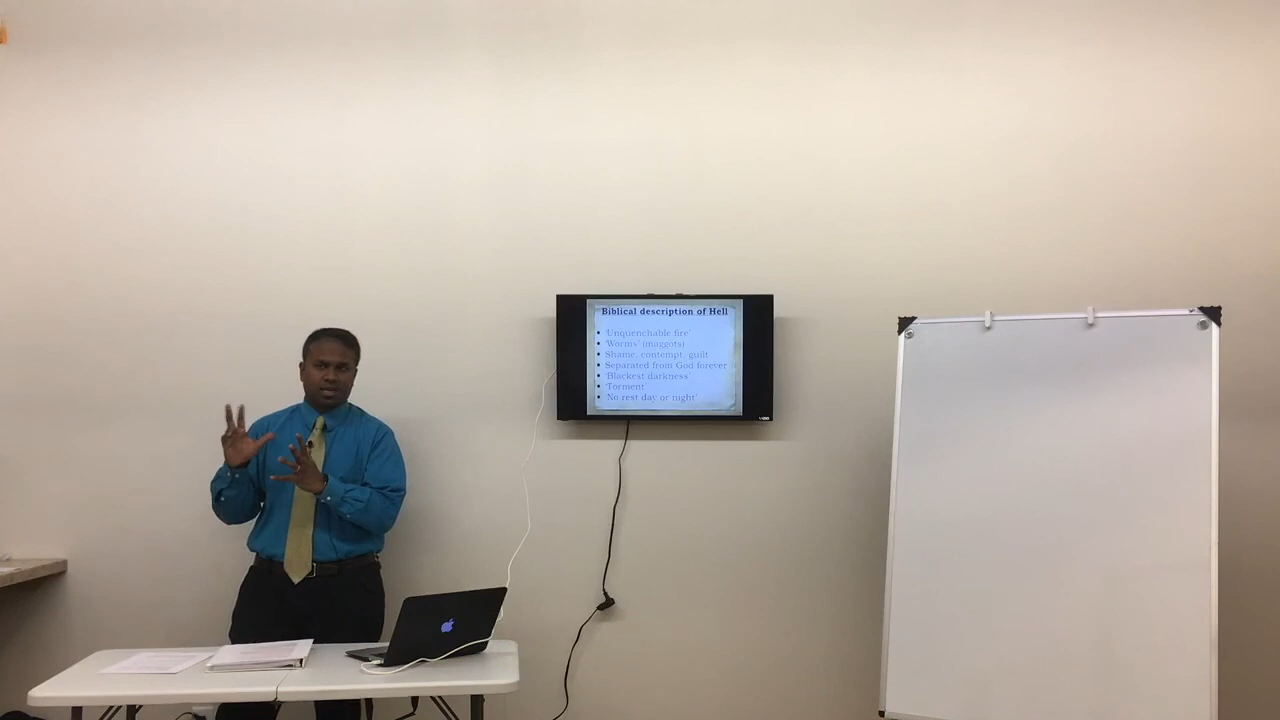 Biblical description of Hell
• 'Unquenchable fire'
• 'Worms' (maggots)
• Shame, contempt, guilt
• Separated from God forever
• 'Blackest darkness'
• 'Torment'
• 'No rest day or night'
VIZIO